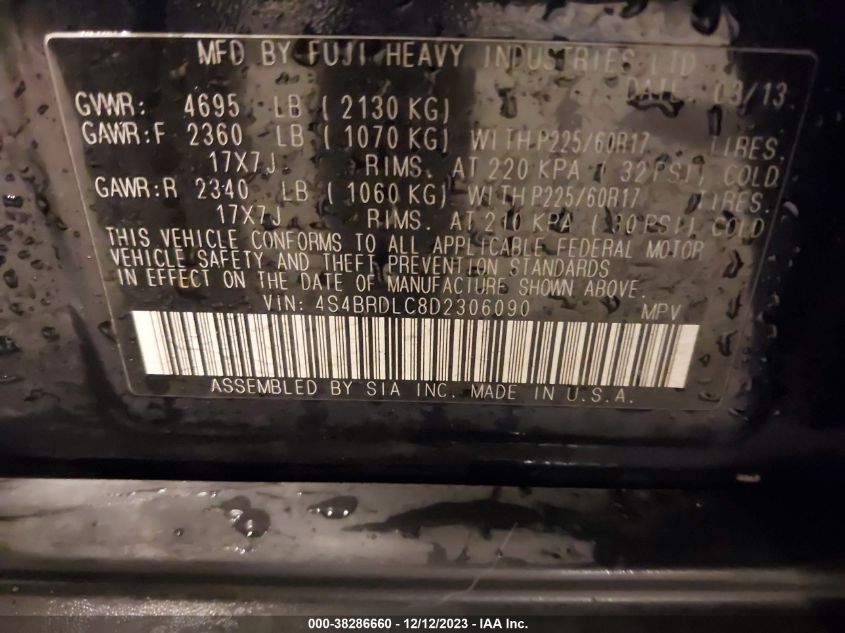 MFD BY FUJI HEAVY INDUSTRIES LTD
DATE: 03/13
GVWR: 4695 LB ( 2130 KG)
GAWR:F 2360 LB ( 1070 KG) WITH P225/60R17 TIRES.
17X7J RIMS. AT 220 KPA ( 32 PSI) COLD
GAWR:R 2340 LB ( 1060 KG) WITH P225/60R17 TIRES.
17X7J RIMS. AT 210 KPA ( 30 PSI) COLD
THIS VEHICLE CONFORMS TO ALL APPLICABLE FEDERAL MOTOR
VEHICLE SAFETY AND THEFT PREVENTION STANDARDS
IN EFFECT ON THE DATE OF MANUFACTURE SHOWN ABOVE.
VIN: 4S4BRDLC8D2306090 MPV
ASSEMBLED BY SIA INC. MADE IN U.S.A.
000-38286660 - 12/12/2023 - IAA Inc.